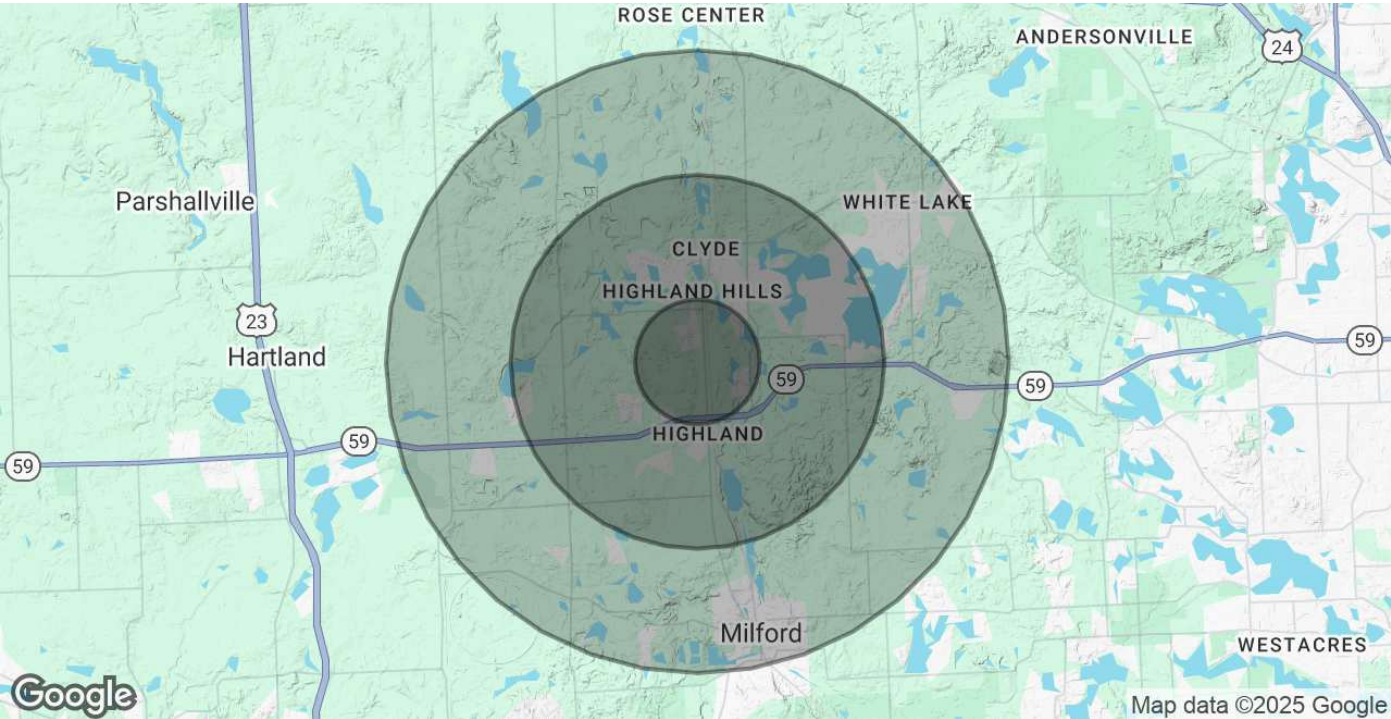 ROSE CENTER
ANDERSONVILLE
24
Parshallville
WHITE LAKE
CLYDE
HIGHLAND HILLS
23
Hartland
59
59
59
59
HIGHLAND
59
Milford
WESTACRES
Google
Map data ©2025 Google